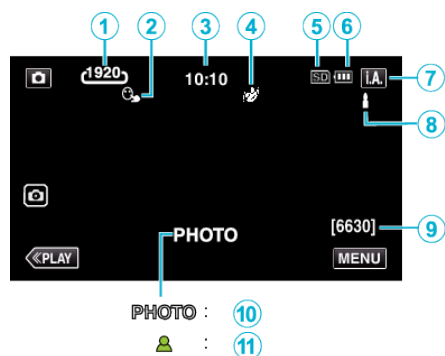 1 2 3 4 5 6
1920 10:10 SD i.A. 7
8
[6630] 9
PHOTO
≪PLAY MENU
PHOTO : 10
: 11